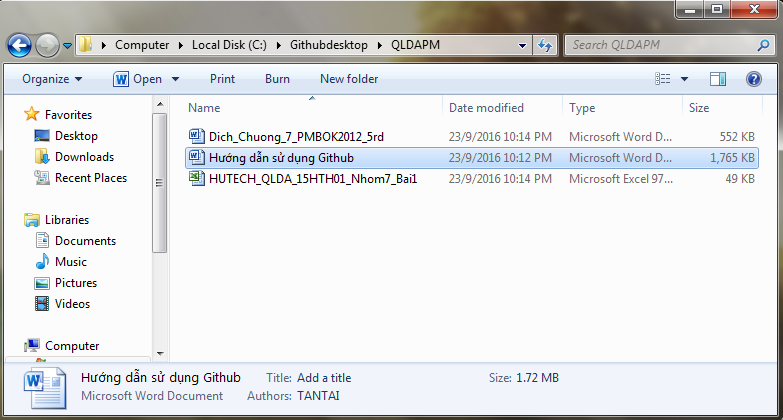 Computer ▸ Local Disk (C:) ▸ Githubdesktop ▸ QLDAPM
Search QLDAPM
Organize Open Print Burn New folder
Name Date modified Type Size
Favorites
Desktop
Downloads
Recent Places
Libraries
Documents
Music
Pictures
Videos
Computer
Dich_Chuong_7_PMBOK2012_5rd 23/9/2016 10:14 PM Microsoft Word D... 552 KB
Hướng dẫn sử dụng Github 23/9/2016 10:12 PM Microsoft Word D... 1,765 KB
HUTECH_QLDA_15HTH01_Nhom7_Bai1 23/9/2016 10:14 PM Microsoft Excel 97... 49 KB
Hướng dẫn sử dụng Github Title: Add a title Size: 1.72 MB
Microsoft Word Document Authors: TANTAI